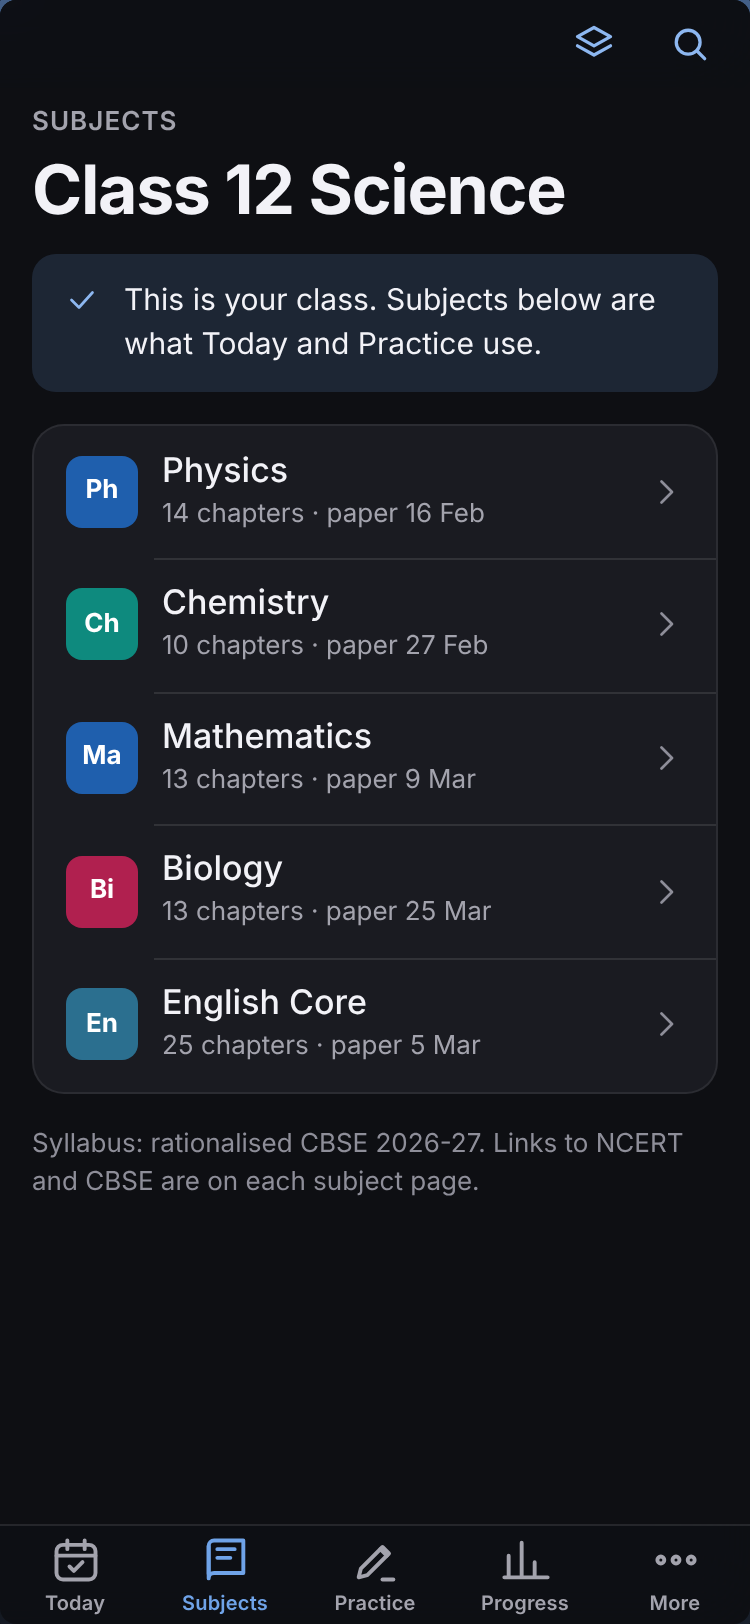 SUBJECTS
Class 12 Science
This is your class. Subjects below are
what Today and Practice use.
Ph
Physics
14 chapters · paper 16 Feb
Ch
Chemistry
10 chapters · paper 27 Feb
Ma
Mathematics
13 chapters · paper 9 Mar
Bi
Biology
13 chapters · paper 25 Mar
En
English Core
25 chapters · paper 5 Mar
Syllabus: rationalised CBSE 2026-27. Links to NCERT
and CBSE are on each subject page.
Today
Subjects
Practice
Progress
More